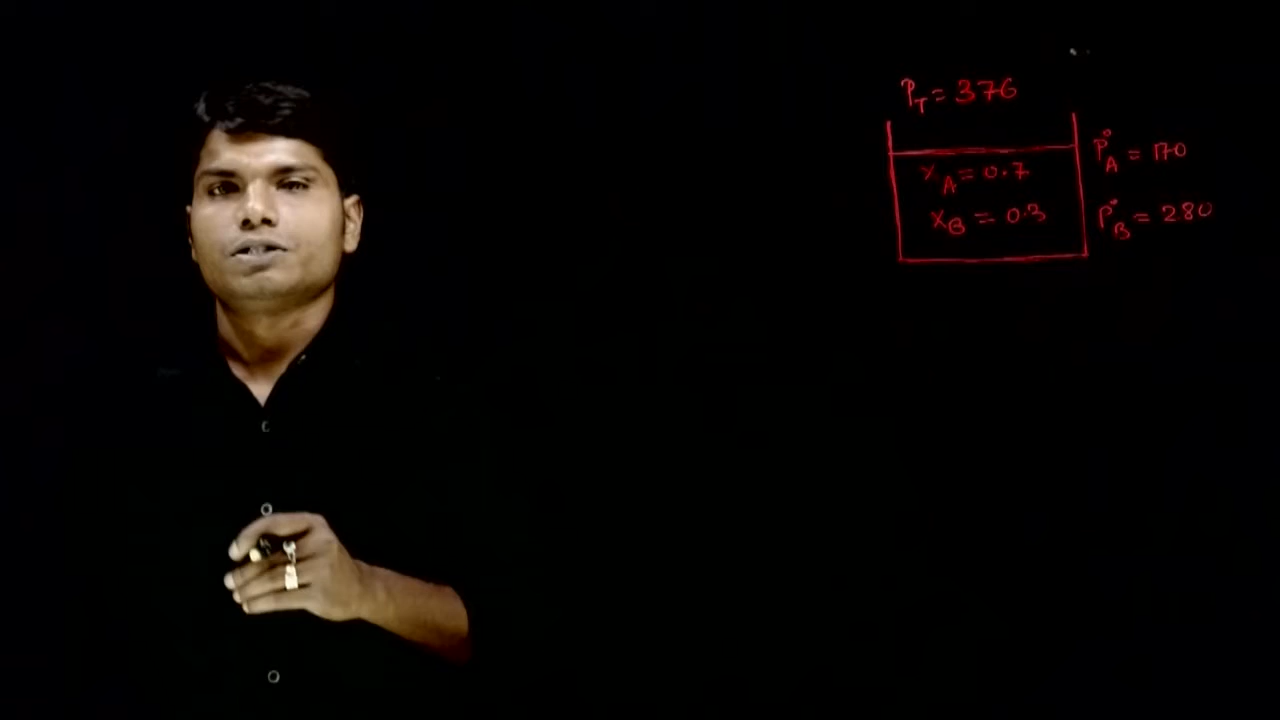 P_T = 376
x_A = 0.7
x_B = 0.3
P°_A = 170
P°_B = 280